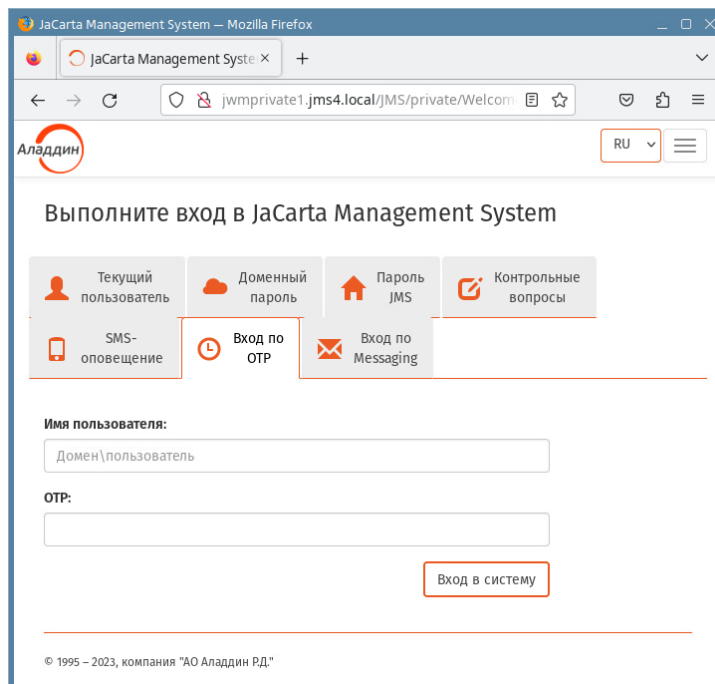 JaCarta Management System — Mozilla Firefox
JaCarta Management Syste
jwmprivate1.jms4.local/JMS/private/Welcom
Аладдин
RU
Выполните вход в JaCarta Management System
Текущий
пользователь
Доменный
пароль
Пароль
JMS
Контрольные
вопросы
SMS-
оповещение
Вход по
OTP
Вход по
Messaging
Имя пользователя:
Домен\пользователь
OTP:
Вход в систему
© 1995 – 2023, компания "АО Аладдин Р.Д."